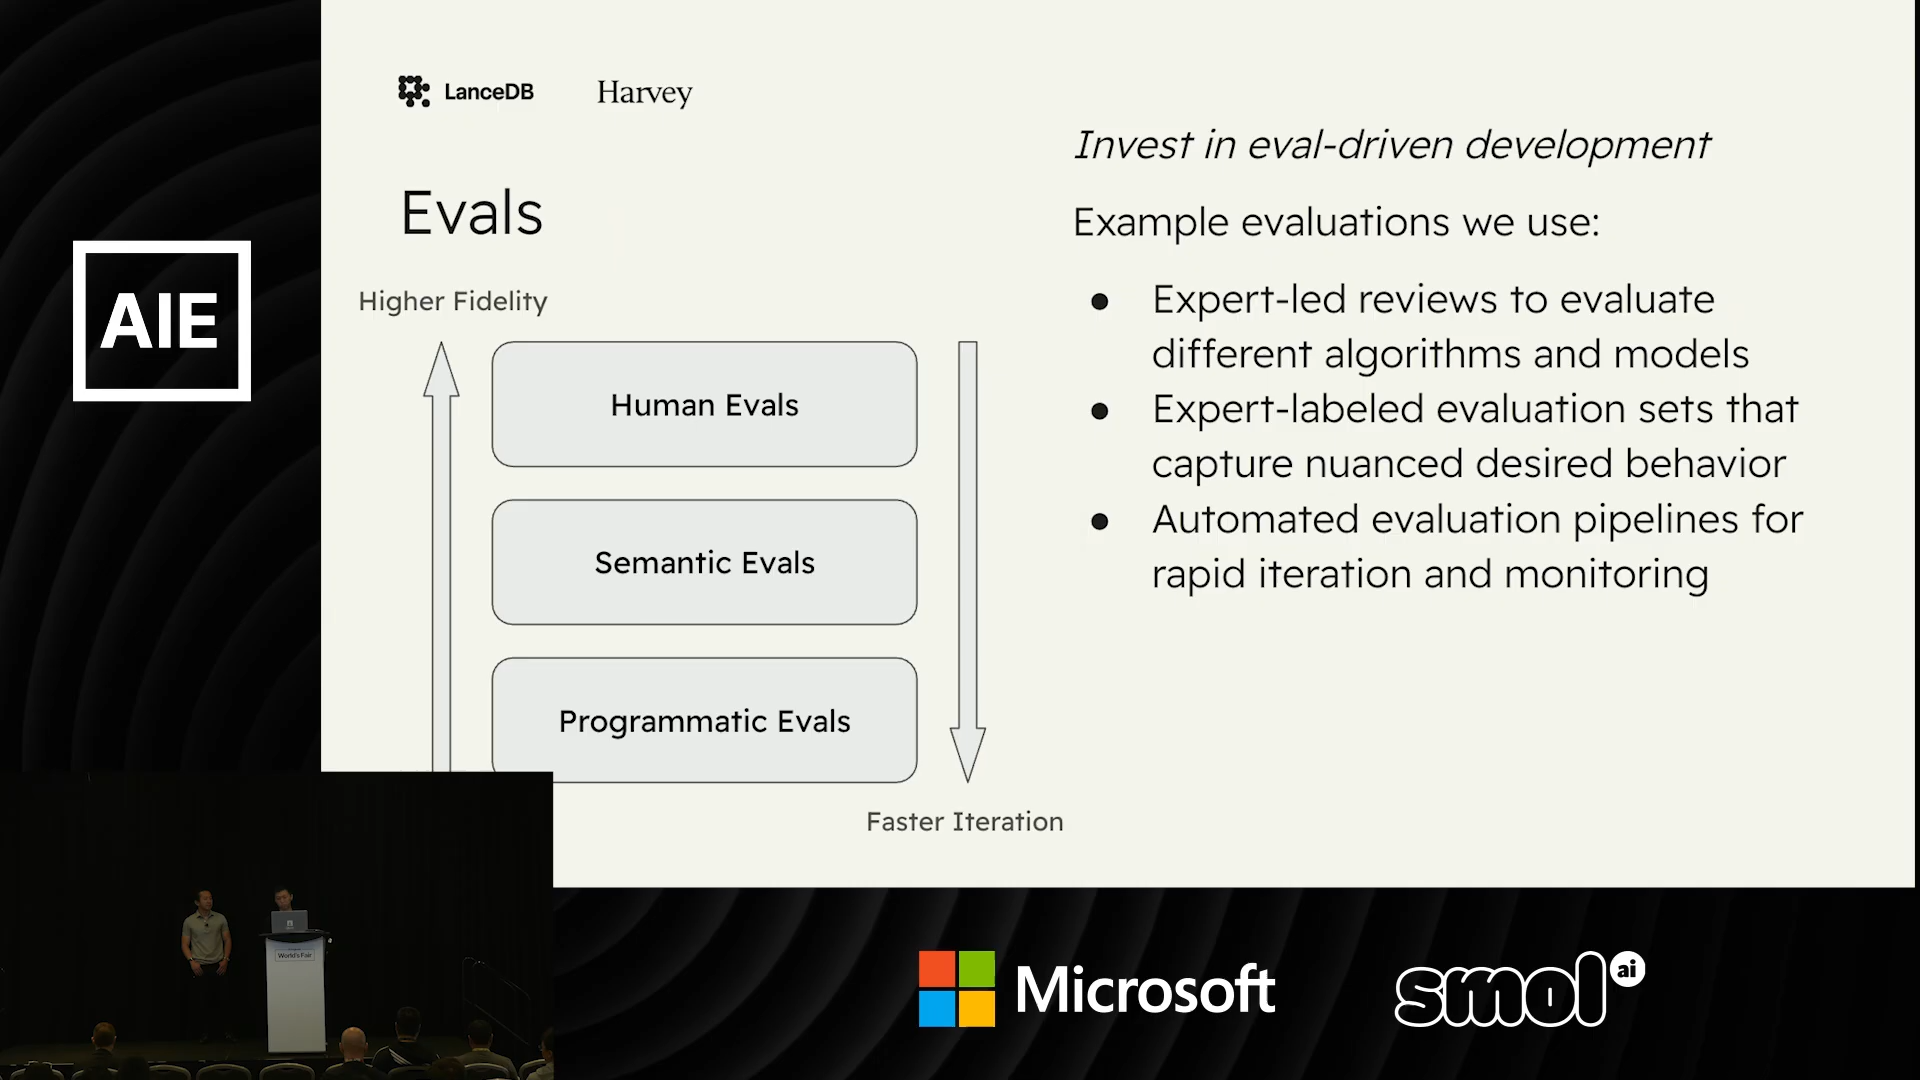 LanceDB
Harvey
Evals
Higher Fidelity
Human Evals
Semantic Evals
Programmatic Evals
Faster Iteration
Invest in eval-driven development
Example evaluations we use:
● Expert-led reviews to evaluate
different algorithms and models
● Expert-labeled evaluation sets that
capture nuanced desired behavior
● Automated evaluation pipelines for
rapid iteration and monitoring
AIE
World's Fair
Microsoft
smol ai